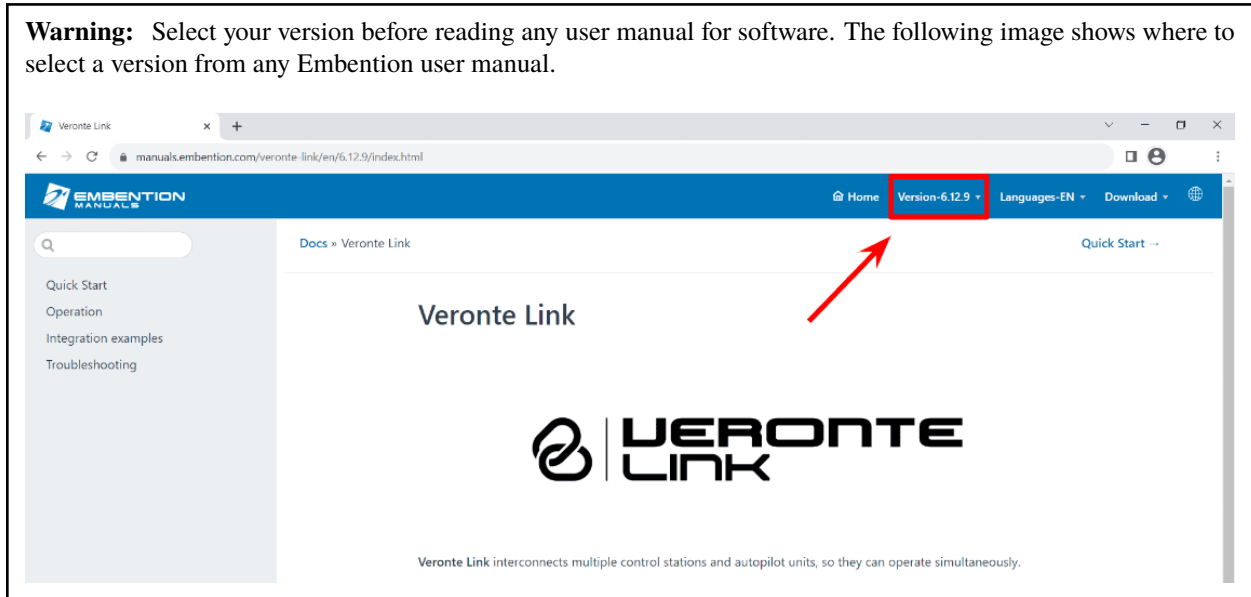 Warning: Select your version before reading any user manual for software. The following image shows where to
select a version from any Embention user manual.
Veronte Link
manuals.embention.com/veronte-link/en/6.12.9/index.html
EMBENTION
MANUALS
Home Version-6.12.9 Languages-EN Download
Docs » Veronte Link
Quick Start →
Quick Start
Operation
Integration examples
Troubleshooting
Veronte Link
VERONTE
LINK
Veronte Link interconnects multiple control stations and autopilot units, so they can operate simultaneously.